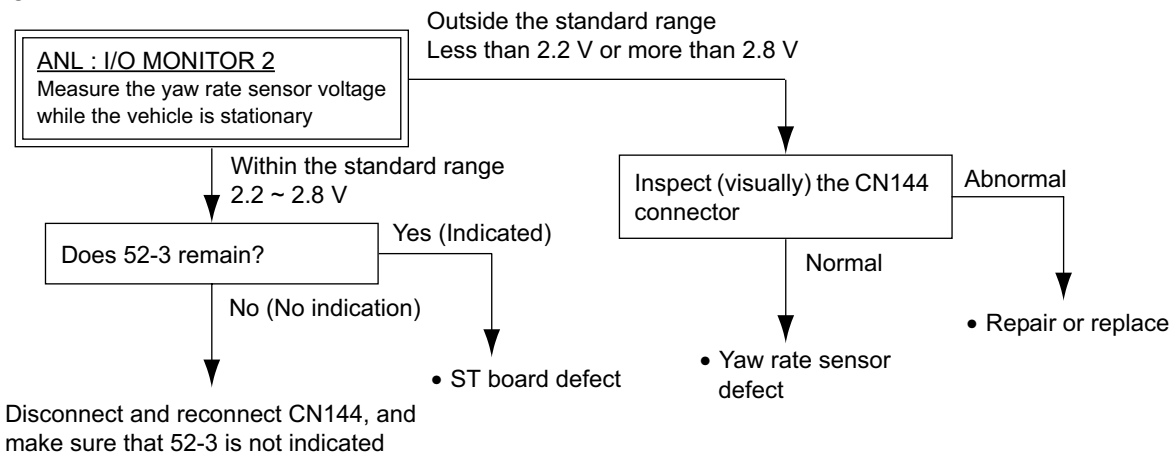 Outside the standard range
Less than 2.2 V or more than 2.8 V
ANL : I/O MONITOR 2
Measure the yaw rate sensor voltage
while the vehicle is stationary
Within the standard range
2.2 ~ 2.8 V
Inspect (visually) the CN144
connector
Abnormal
Does 52-3 remain?
Yes (Indicated)
Normal
No (No indication)
• Repair or replace
• ST board defect
• Yaw rate sensor
defect
Disconnect and reconnect CN144, and
make sure that 52-3 is not indicated